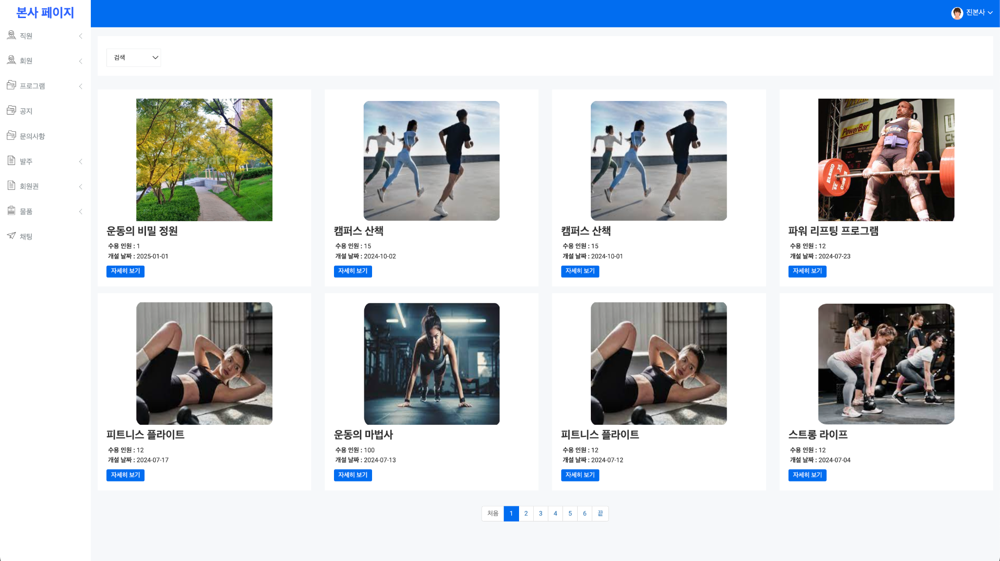 본사 페이지
진본사
직원
회원
프로그램
공지
문의사항
발주
회원권
물품
채팅
검색
운동의 비밀 정원
수용 인원 : 1
개설 날짜 : 2025-01-01
자세히 보기
캠퍼스 산책
수용 인원 : 15
개설 날짜 : 2024-10-02
자세히 보기
캠퍼스 산책
수용 인원 : 15
개설 날짜 : 2024-10-01
자세히 보기
PowerBar
ELEIKO
파워 리프팅 프로그램
수용 인원 : 12
개설 날짜 : 2024-07-23
자세히 보기
피트니스 플라이트
수용 인원 : 12
개설 날짜 : 2024-07-17
자세히 보기
운동의 마법사
수용 인원 : 100
개설 날짜 : 2024-07-13
자세히 보기
피트니스 플라이트
수용 인원 : 12
개설 날짜 : 2024-07-12
자세히 보기
스트롱 라이프
수용 인원 : 12
개설 날짜 : 2024-07-04
자세히 보기
처음 1 2 3 4 5 6 끝